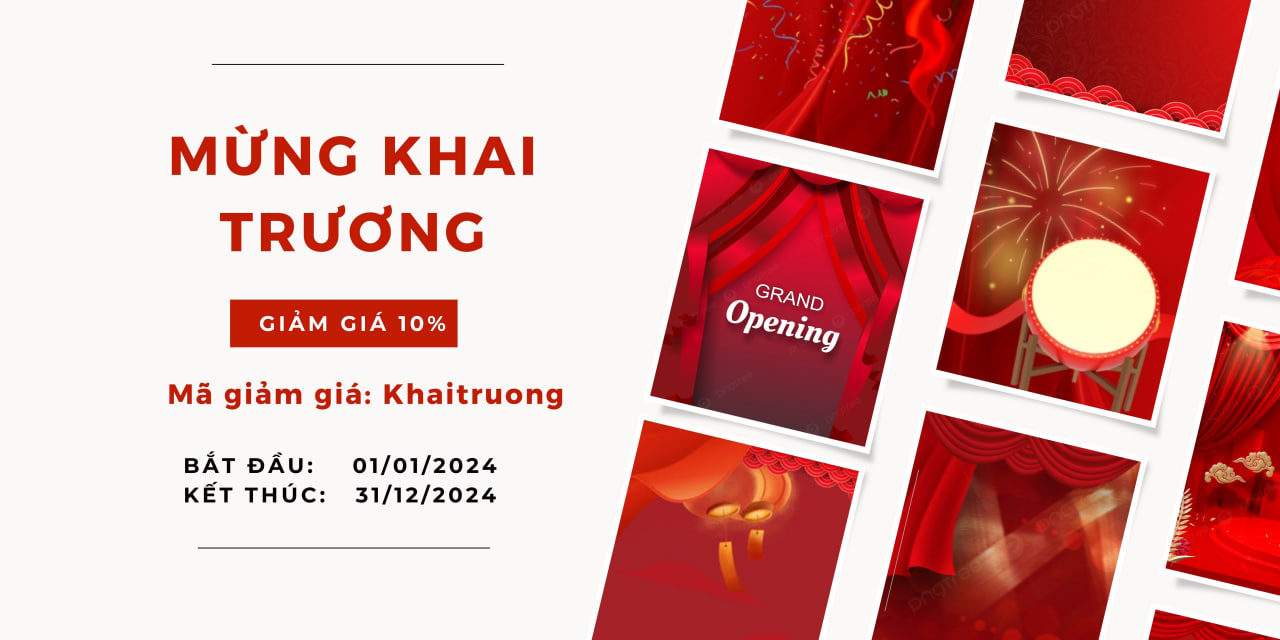 MỪNG KHAI
TRƯƠNG
GIẢM GIÁ 10%
Mã giảm giá: Khaitruong
BẮT ĐẦU: 01/01/2024
KẾT THÚC: 31/12/2024
GRAND
Opening
pngtree